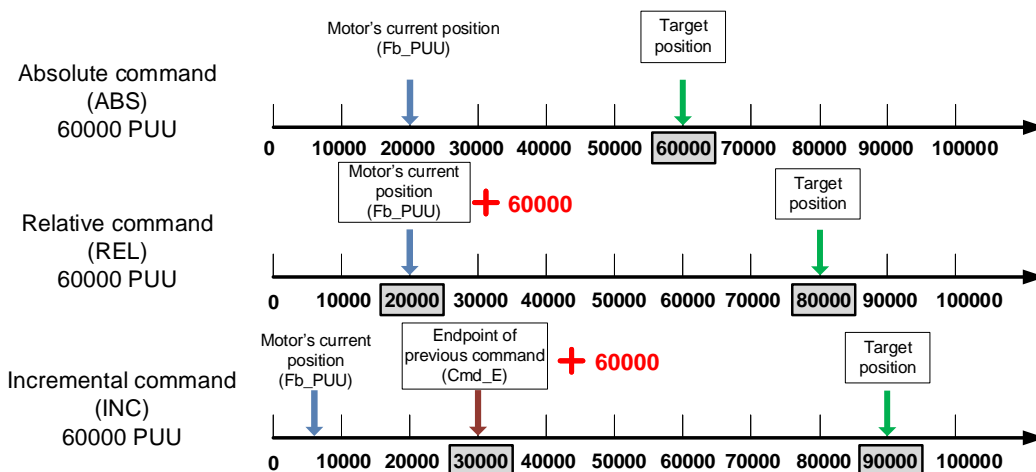 Motor's current position
(Fb_PUU)
Target
position
Absolute command
(ABS)
60000 PUU
0 10000 20000 30000 40000 50000 60000 70000 80000 90000 100000
Motor's current
position
(Fb_PUU)
+ 60000
Target
position
Relative command
(REL)
60000 PUU
0 10000 20000 30000 40000 50000 60000 70000 80000 90000 100000
Motor's current
position
(Fb_PUU)
Endpoint of
previous command
(Cmd_E)
+ 60000
Target
position
Incremental command
(INC)
60000 PUU
0 10000 20000 30000 40000 50000 60000 70000 80000 90000 100000